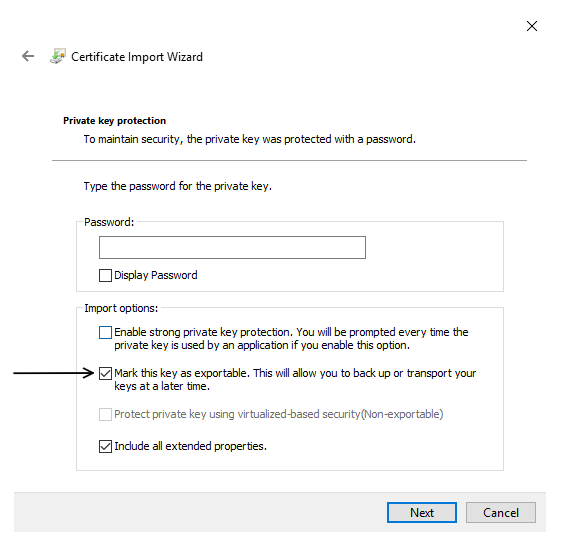 Certificate Import Wizard
Private key protection
To maintain security, the private key was protected with a password.
Type the password for the private key.
Password:
Display Password
Import options:
Enable strong private key protection. You will be prompted every time the
private key is used by an application if you enable this option.
Mark this key as exportable. This will allow you to back up or transport your
keys at a later time.
Protect private key using virtualized-based security(Non-exportable)
Include all extended properties.
Next
Cancel